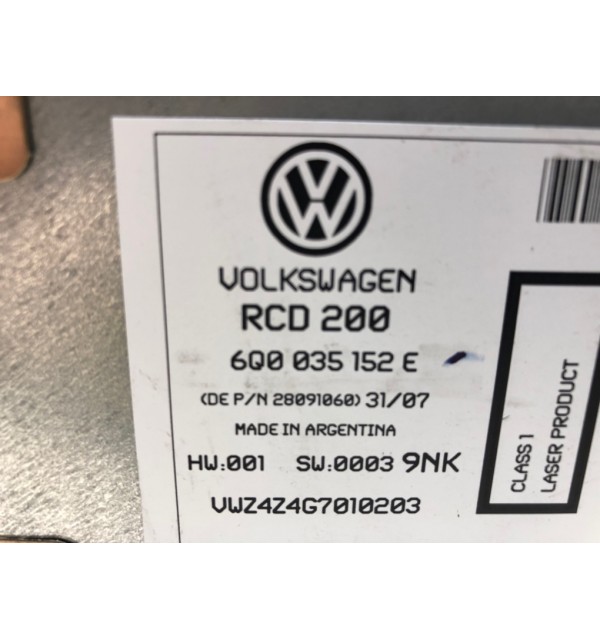 VOLKSWAGEN
RCD 200
6Q0 035 152 E
(DE P/N 28091060) 31/07
MADE IN ARGENTINA
HW:001 SW:0003 9NK
VWZ4Z4G7010203
CLASS 1
LASER PRODUCT